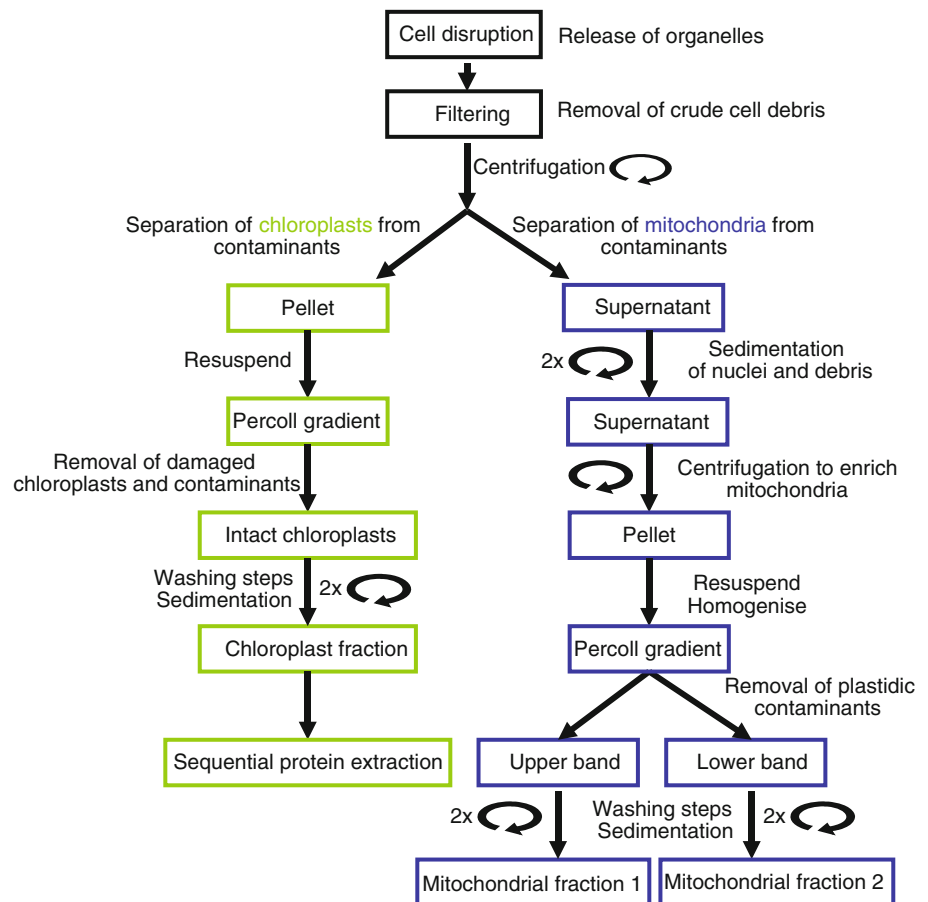 Cell disruption
Release of organelles
Filtering
Removal of crude cell debris
Centrifugation
Separation of chloroplasts from
contaminants
Separation of mitochondria from
contaminants
Pellet
Supernatant
Resuspend
2x
Sedimentation
of nuclei and debris
Percoll gradient
Supernatant
Removal of damaged
chloroplasts and contaminants
Centrifugation to enrich
mitochondria
Intact chloroplasts
Pellet
Washing steps
Sedimentation
2x
Resuspend
Homogenise
Chloroplast fraction
Percoll gradient
Removal of plastidic
contaminants
Sequential protein extraction
Upper band
Lower band
2x
Washing steps
Sedimentation
2x
Mitochondrial fraction 1
Mitochondrial fraction 2